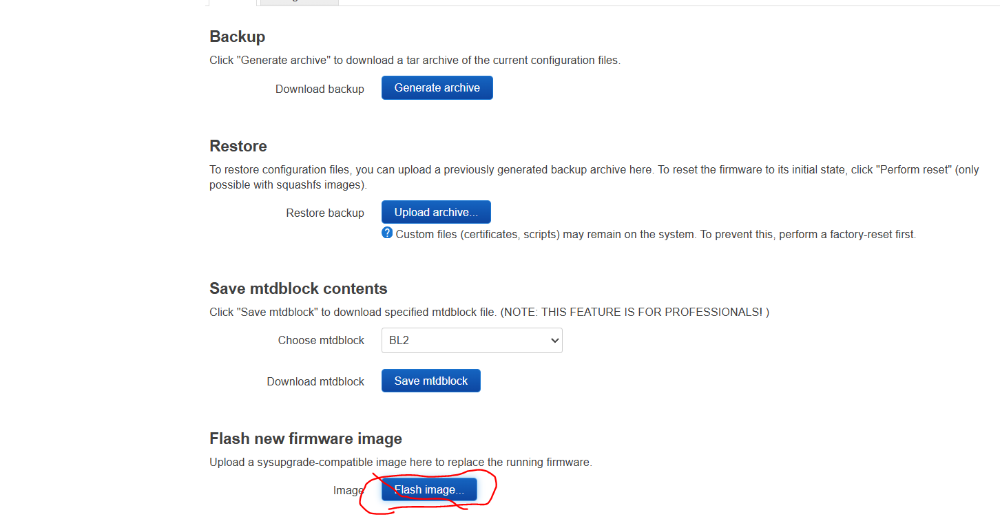 Backup
Click "Generate archive" to download a tar archive of the current configuration files.
Download backup
Generate archive
Restore
To restore configuration files, you can upload a previously generated backup archive here. To reset the firmware to its initial state, click "Perform reset" (only
possible with squashfs images).
Restore backup
Upload archive...
Custom files (certificates, scripts) may remain on the system. To prevent this, perform a factory-reset first.
Save mtdblock contents
Click "Save mtdblock" to download specified mtdblock file. (NOTE: THIS FEATURE IS FOR PROFESSIONALS! )
Choose mtdblock
BL2
Download mtdblock
Save mtdblock
Flash new firmware image
Upload a sysupgrade-compatible image here to replace the running firmware.
Image
Flash image...